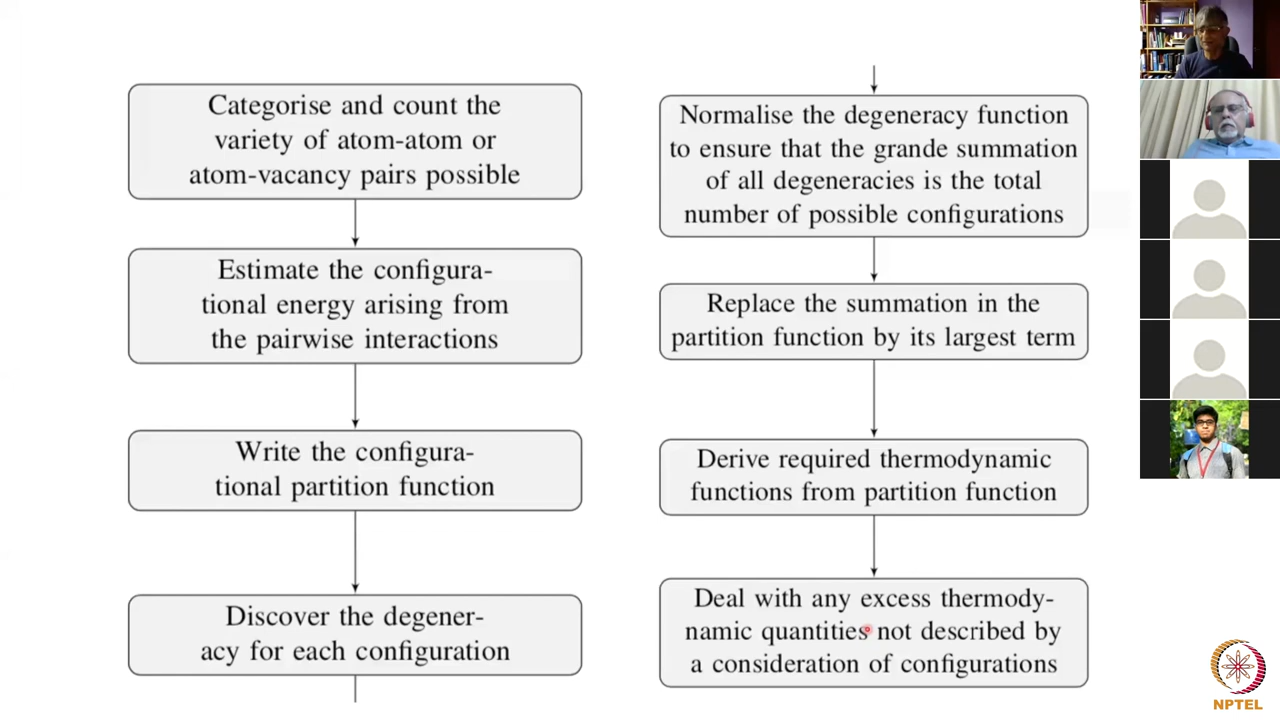 Categorise and count the
variety of atom-atom or
atom-vacancy pairs possible
Estimate the configura-
tional energy arising from
the pairwise interactions
Write the configura-
tional partition function
Discover the degener-
acy for each configuration
Normalise the degeneracy function
to ensure that the grande summation
of all degeneracies is the total
number of possible configurations
Replace the summation in the
partition function by its largest term
Derive required thermodynamic
functions from partition function
Deal with any excess thermody-
namic quantities not described by
a consideration of configurations
NPTEL